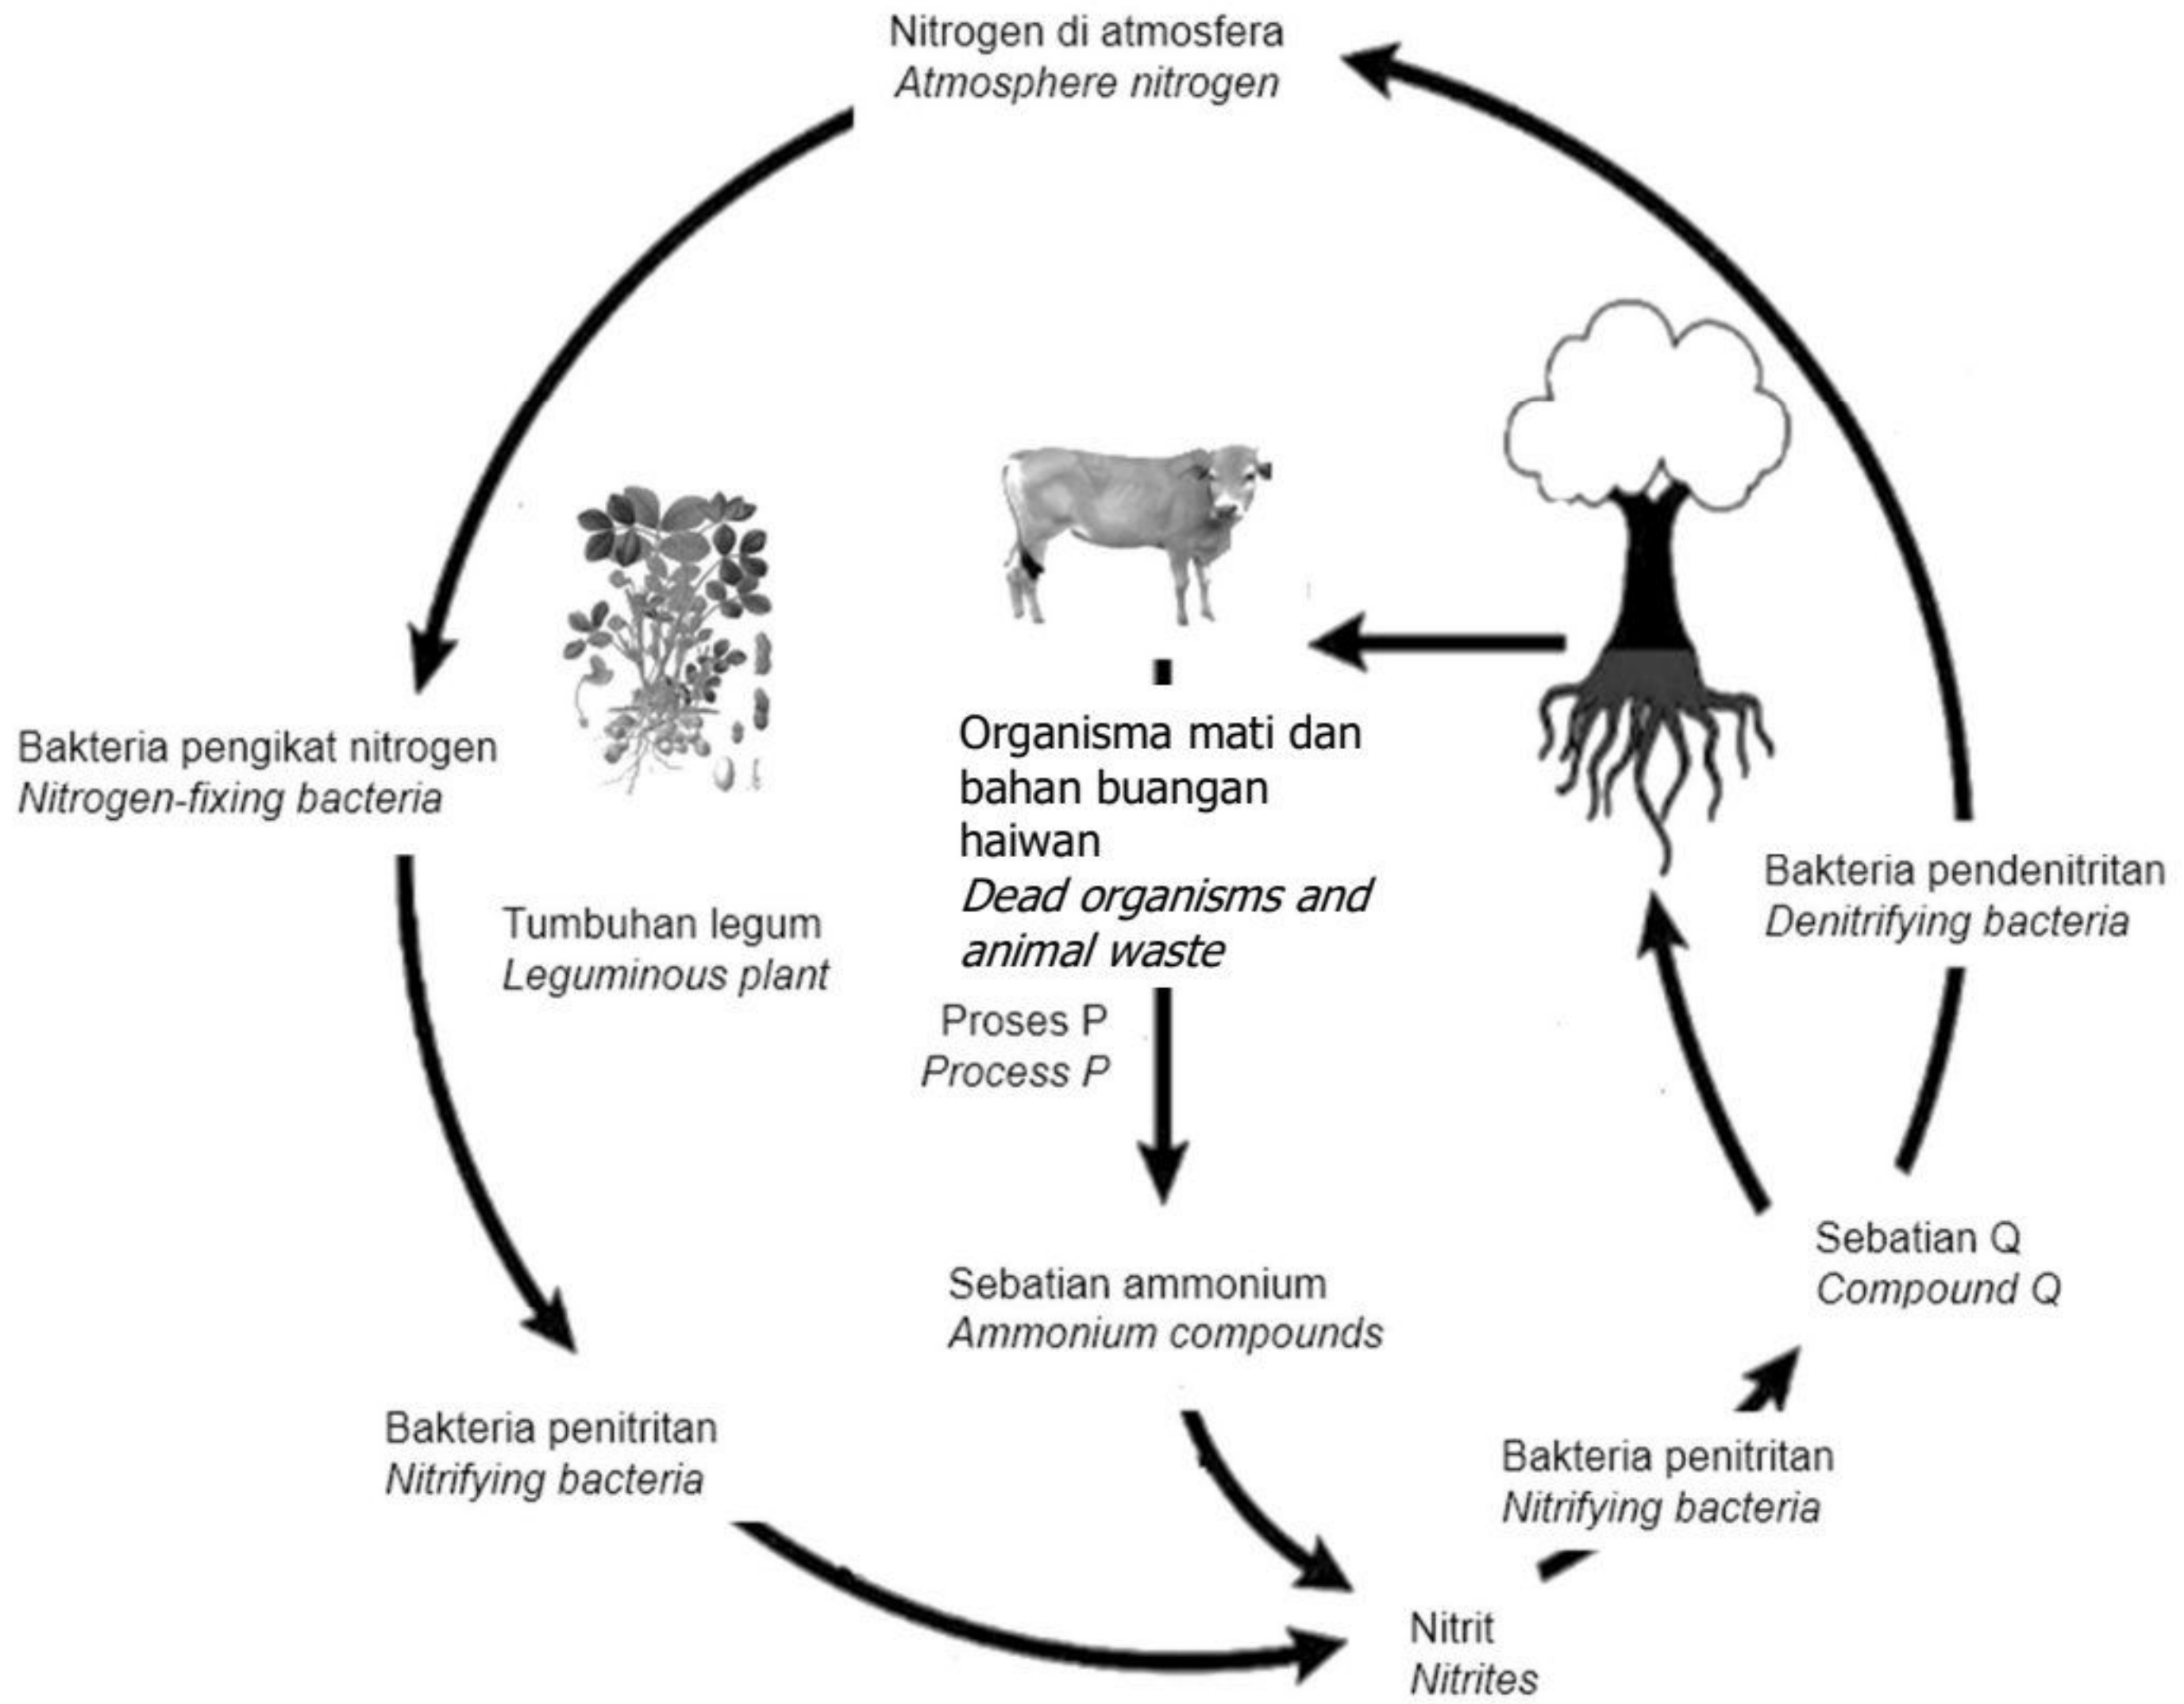 Nitrogen di atmosfera
Atmosphere nitrogen
Bakteria pengikat nitrogen
Nitrogen-fixing bacteria
Tumbuhan legum
Leguminous plant
Organisma mati dan
bahan buangan
haiwan
Dead organisms and
animal waste
Proses P
Process P
Bakteria pendenitritan
Denitrifying bacteria
Sebatian Q
Compound Q
Sebatian ammonium
Ammonium compounds
Bakteria penitritan
Nitrifying bacteria
Bakteria penitritan
Nitrifying bacteria
Nitrit
Nitrites